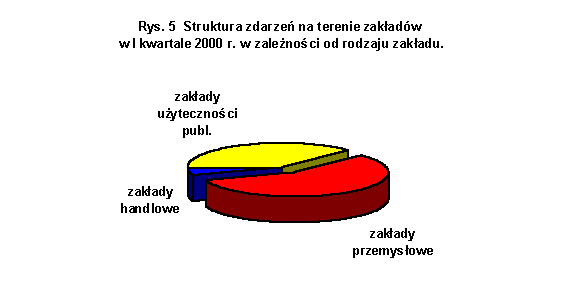 Rys. 5 Struktura zdarzeń na terenie zakładów
w I kwartale 2000 r. w zależności od rodzaju zakładu.
zakłady
użyteczności
publ.
zakłady
handlowe
zakłady
przemysłowe